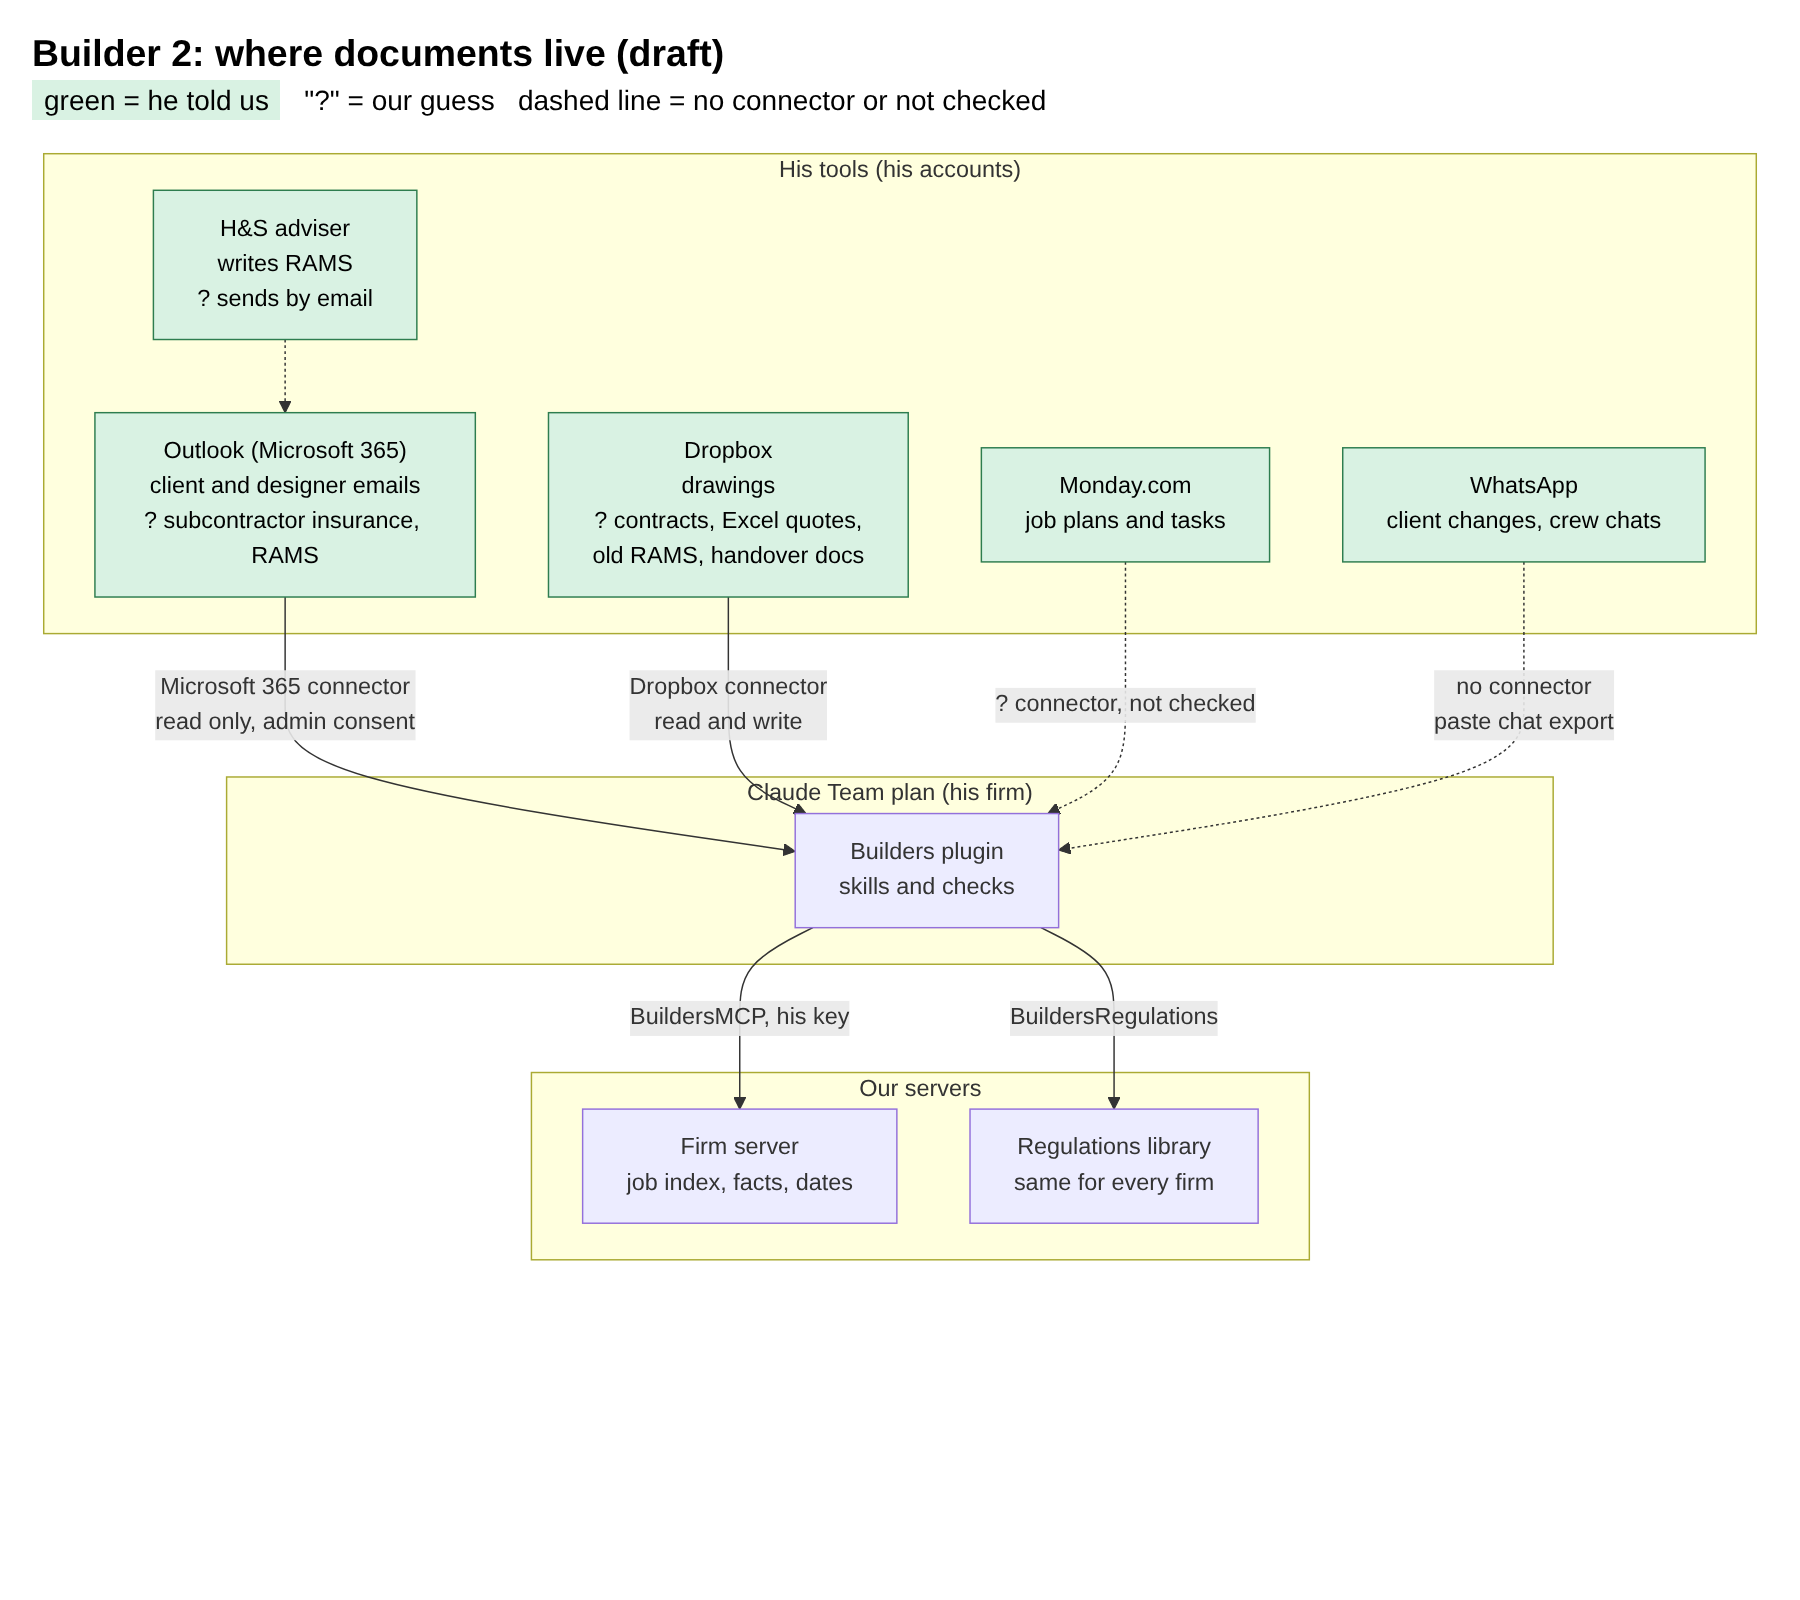 Builder 2: where documents live (draft)
green = he told us "?" = our guess dashed line = no connector or not checked
His tools (his accounts)
H&S adviser
writes RAMS
? sends by email
Outlook (Microsoft 365)
client and designer emails
? subcontractor insurance,
RAMS
Dropbox
drawings
? contracts, Excel quotes,
old RAMS, handover docs
Monday.com
job plans and tasks
WhatsApp
client changes, crew chats
Microsoft 365 connector
read only, admin consent
Dropbox connector
read and write
? connector, not checked
no connector
paste chat export
Claude Team plan (his firm)
Builders plugin
skills and checks
BuildersMCP, his key
BuildersRegulations
Our servers
Firm server
job index, facts, dates
Regulations library
same for every firm